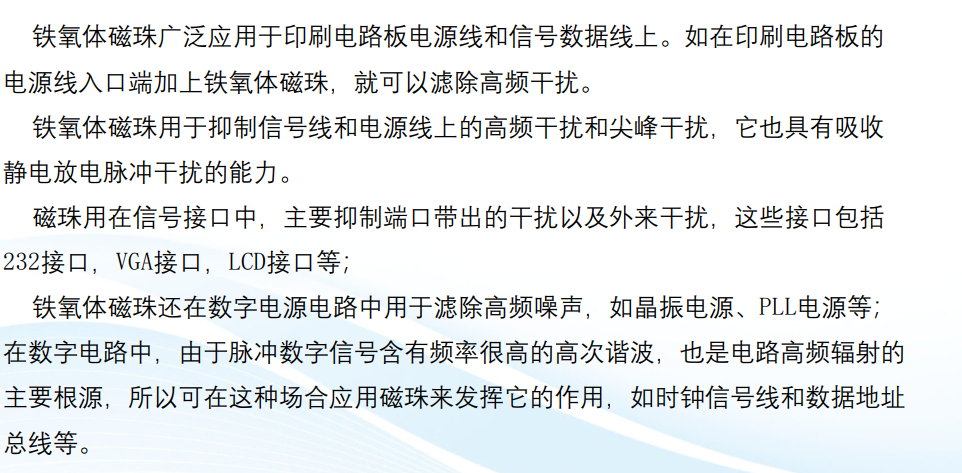 铁氧体磁珠广泛应用于印刷电路板电源线和信号数据线上。如在印刷电路板的
电源线入口端加上铁氧体磁珠，就可以滤除高频干扰。
铁氧体磁珠用于抑制信号线和电源线上的高频干扰和尖峰干扰，它也具有吸收
静电放电脉冲干扰的能力。
磁珠用在信号接口中，主要抑制端口带出的干扰以及外来干扰，这些接口包括
232接口，VGA接口，LCD接口等；
铁氧体磁珠还在数字电源电路中用于滤除高频噪声，如晶振电源、PLL电源等；
在数字电路中，由于脉冲数字信号含有频率很高的高次谐波，也是电路高频辐射的
主要根源，所以可在这种场合应用磁珠来发挥它的作用，如时钟信号线和数据地址
总线等。